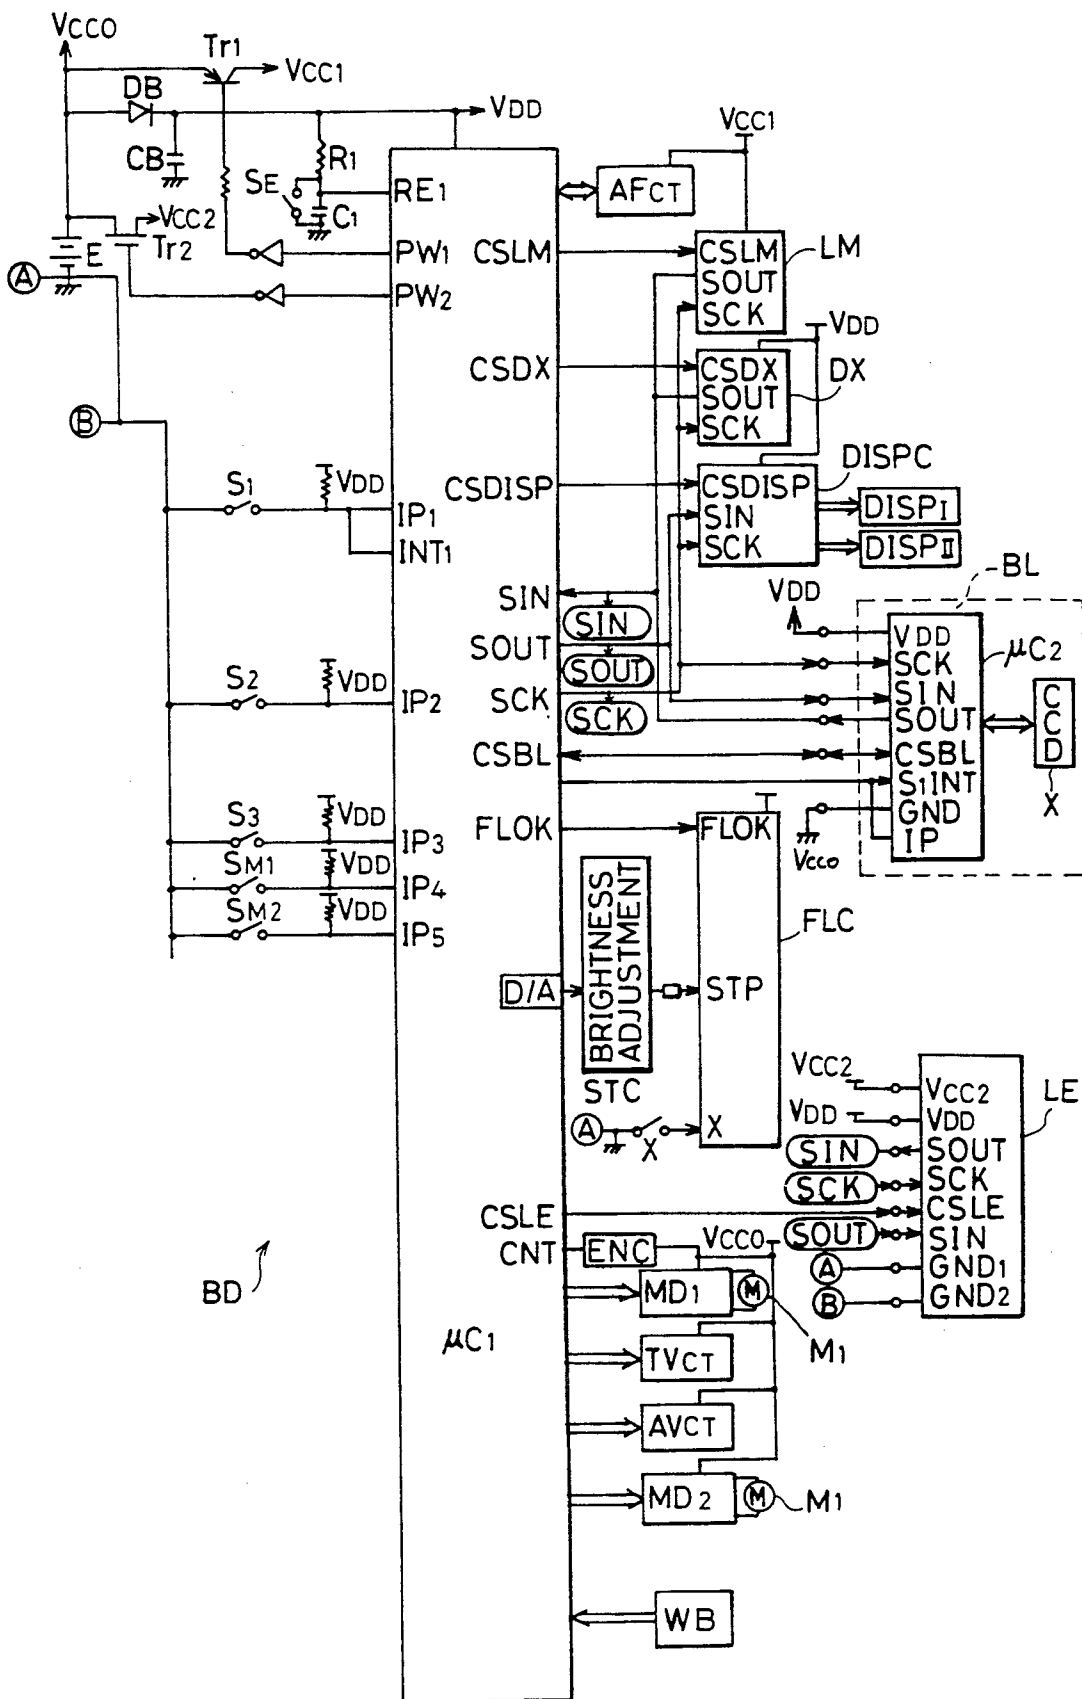 VCC0
Tr1
VCC1
DB
VDD
CB
R1
SE
RE1
C1
VCC2
Tr2
E
A
PW1
PW2
B
S1
VDD
IP1
INT1
S2
VDD
IP2
S3
VDD
IP3
SM1
VDD
IP4
SM2
VDD
IP5
BD
μC1
VCC1
AFCT
CSLM
CSLM
SOUT
SCK
LM
VDD
CSDX
CSDX
SOUT
SCK
DX
DISPC
CSDISP
CSDISP
SIN
SCK
DISPI
DISPII
BL
SIN
SIN
SOUT
SOUT
SCK
SCK
CSBL
VDD
VDD
SCK
SIN
SOUT
CSBL
S1INT
GND
IP
μC2
CCD
X
VCC0
FLOK
FLOK
FLC
D/A
BRIGHTNESS
ADJUSTMENT
STP
STC
A
X
X
VCC2
VCC2
LE
VDD
VDD
SIN
SOUT
SCK
SCK
CSLE
CSLE
SOUT
SIN
A
GND1
B
GND2
CNT
ENC
VCC0
MD1
M
M1
TVCT
AVCT
MD2
M
M1
WB